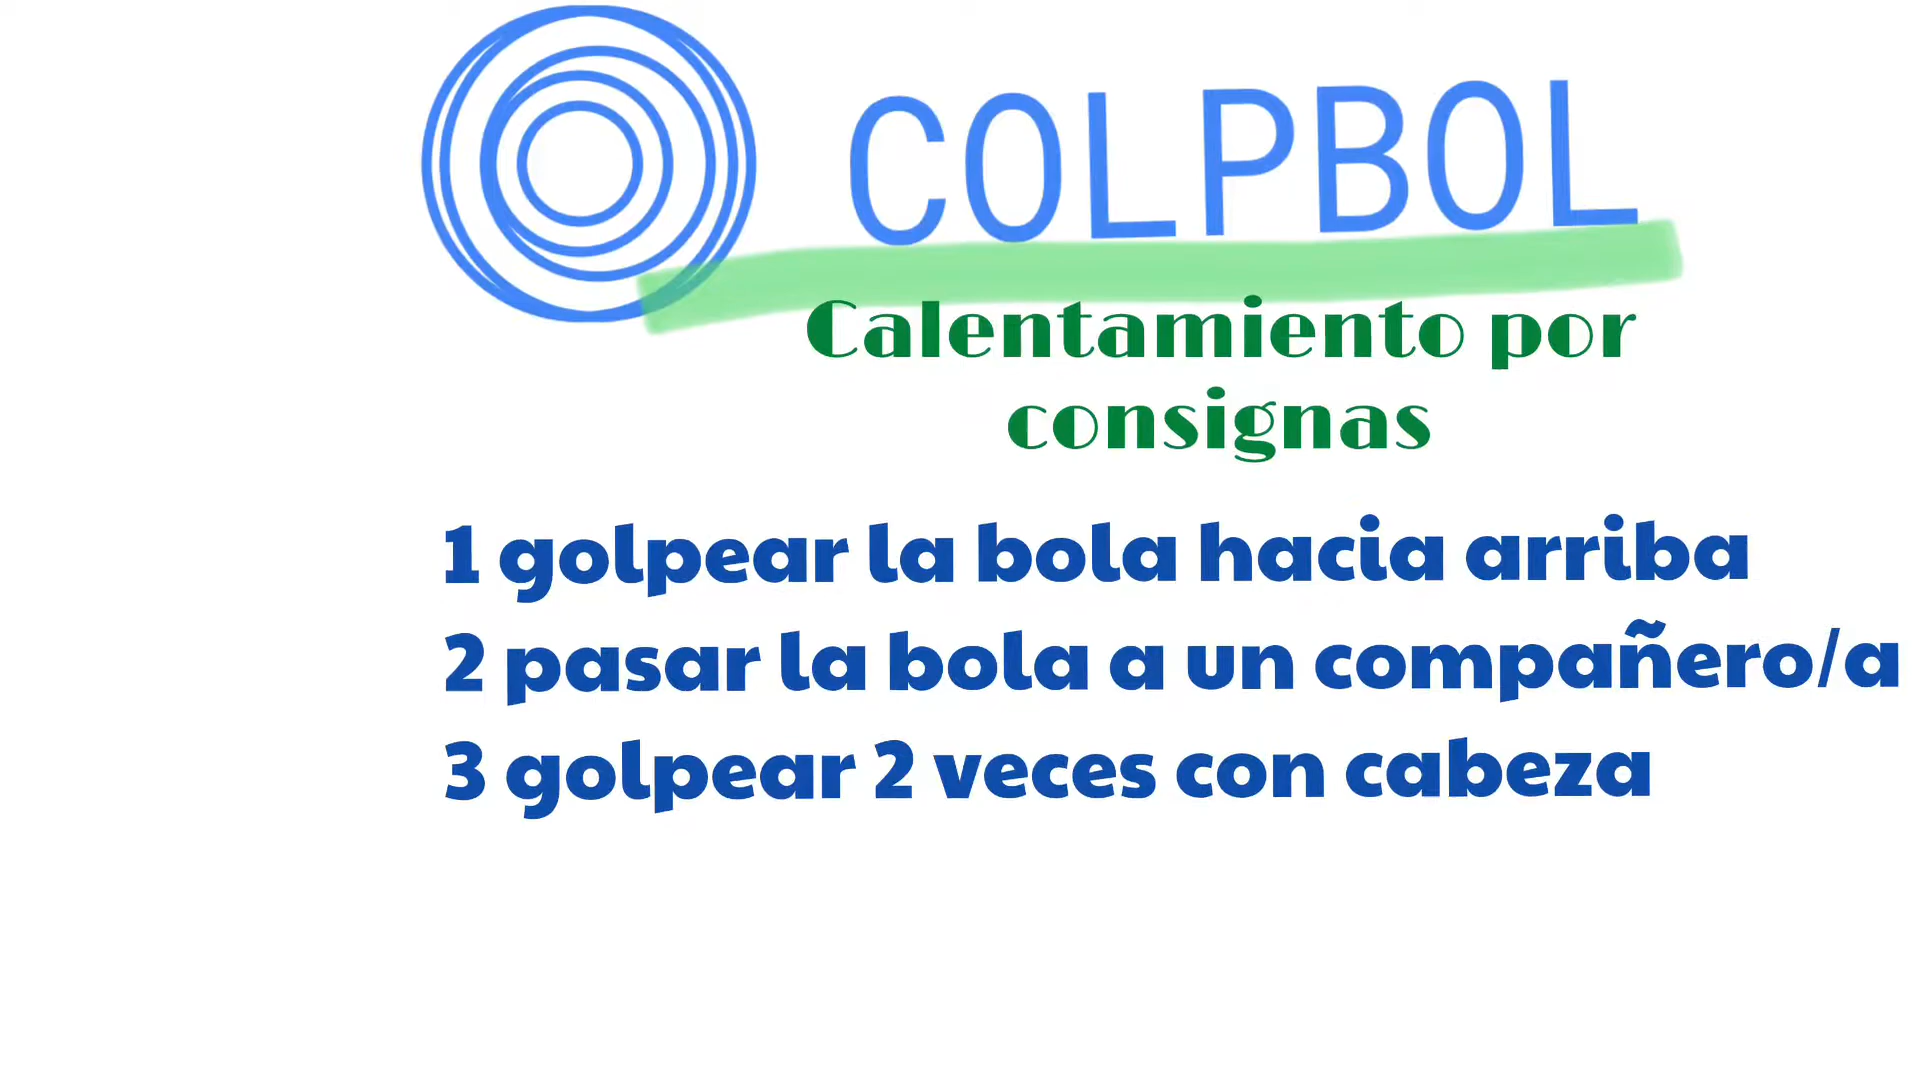 COLPBOL
Calentamiento por
consignas
1 golpear la bola hacia arriba
2 pasar la bola a un compañero/a
3 golpear 2 veces con cabeza